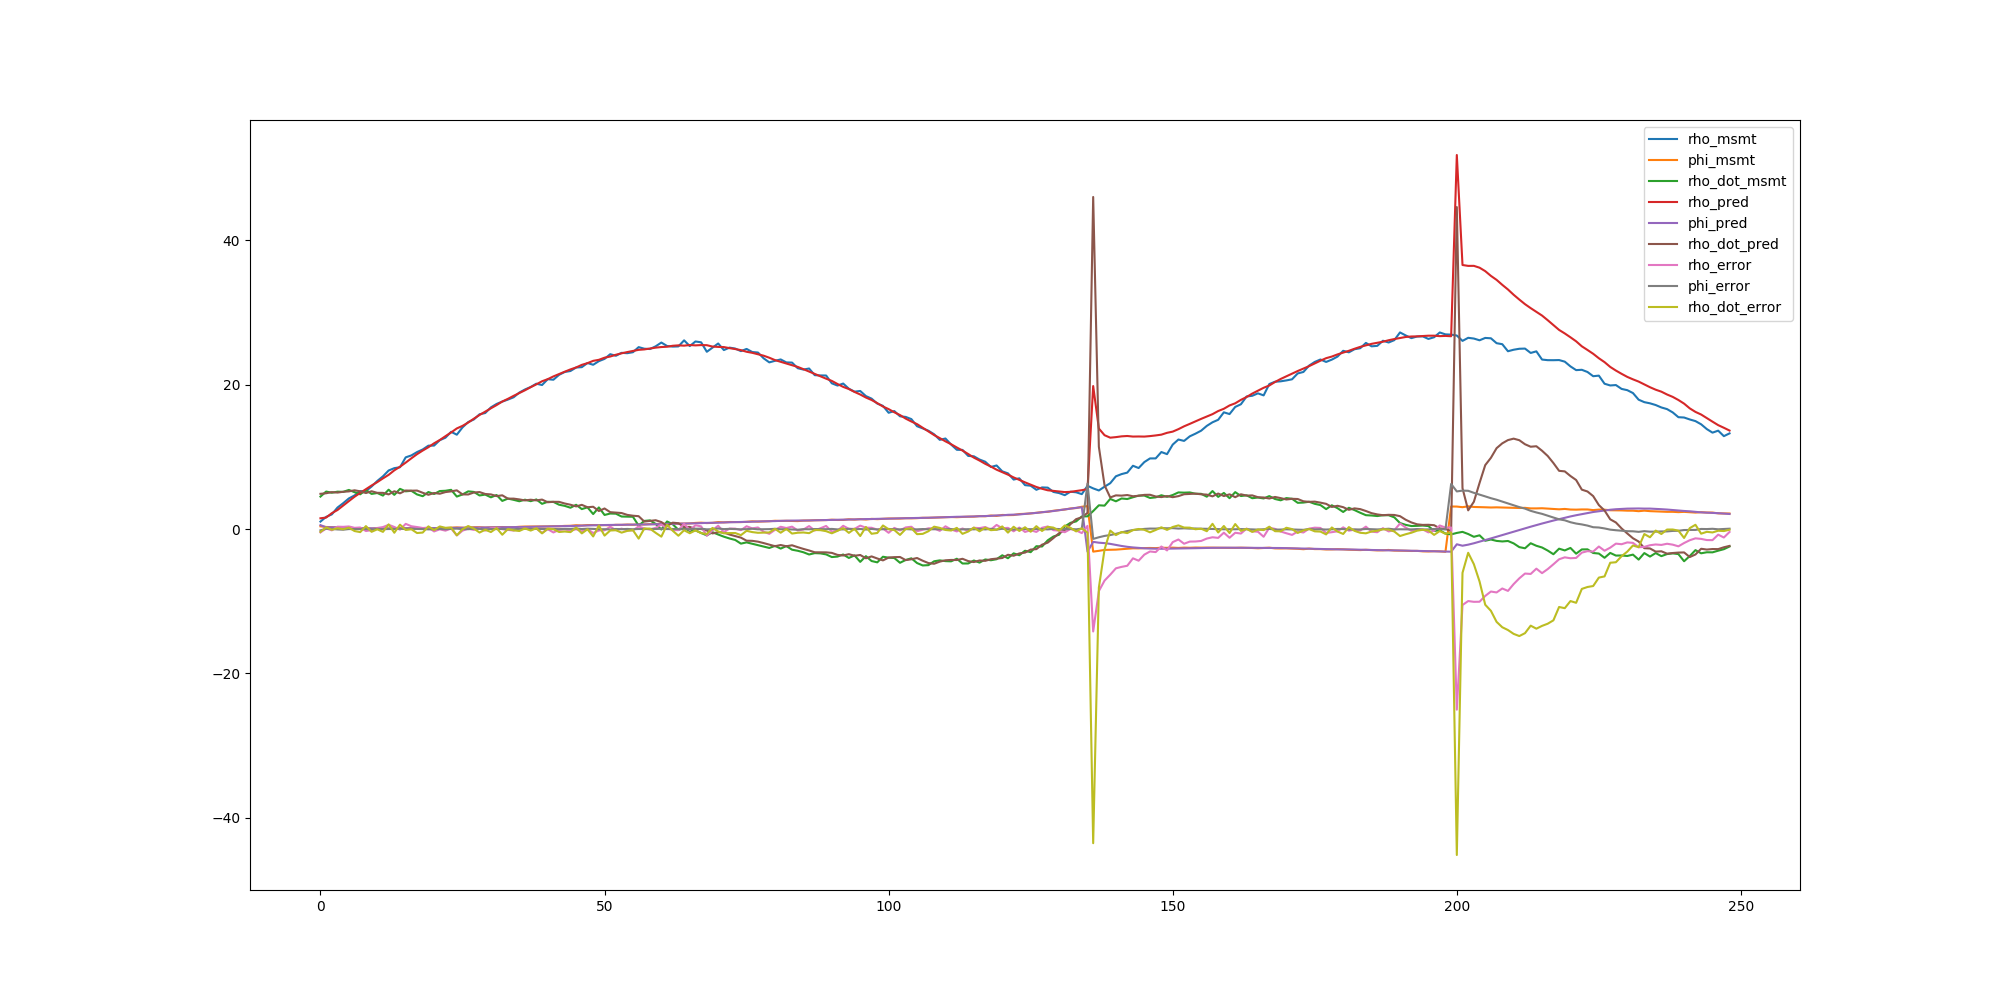 rho_msmt
phi_msmt
rho_dot_msmt
rho_pred
phi_pred
rho_dot_pred
rho_error
phi_error
rho_dot_error
40
20
0
−20
−40
0
50
100
150
200
250